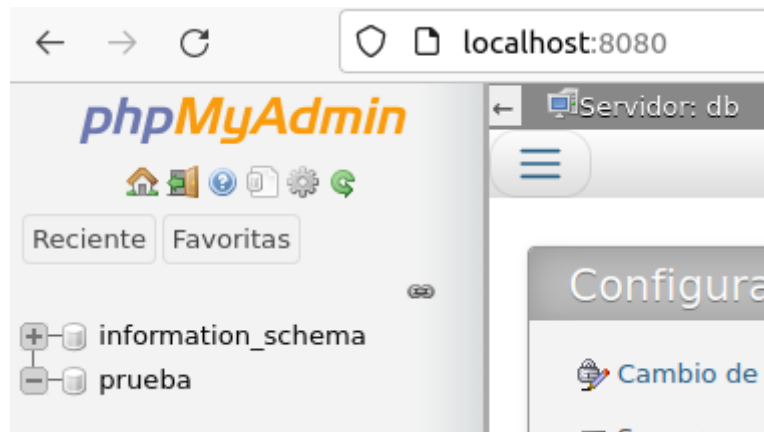 localhost:8080
phpMyAdmin
Servidor: db
Reciente Favoritas
Configura
information_schema
prueba
Cambio de